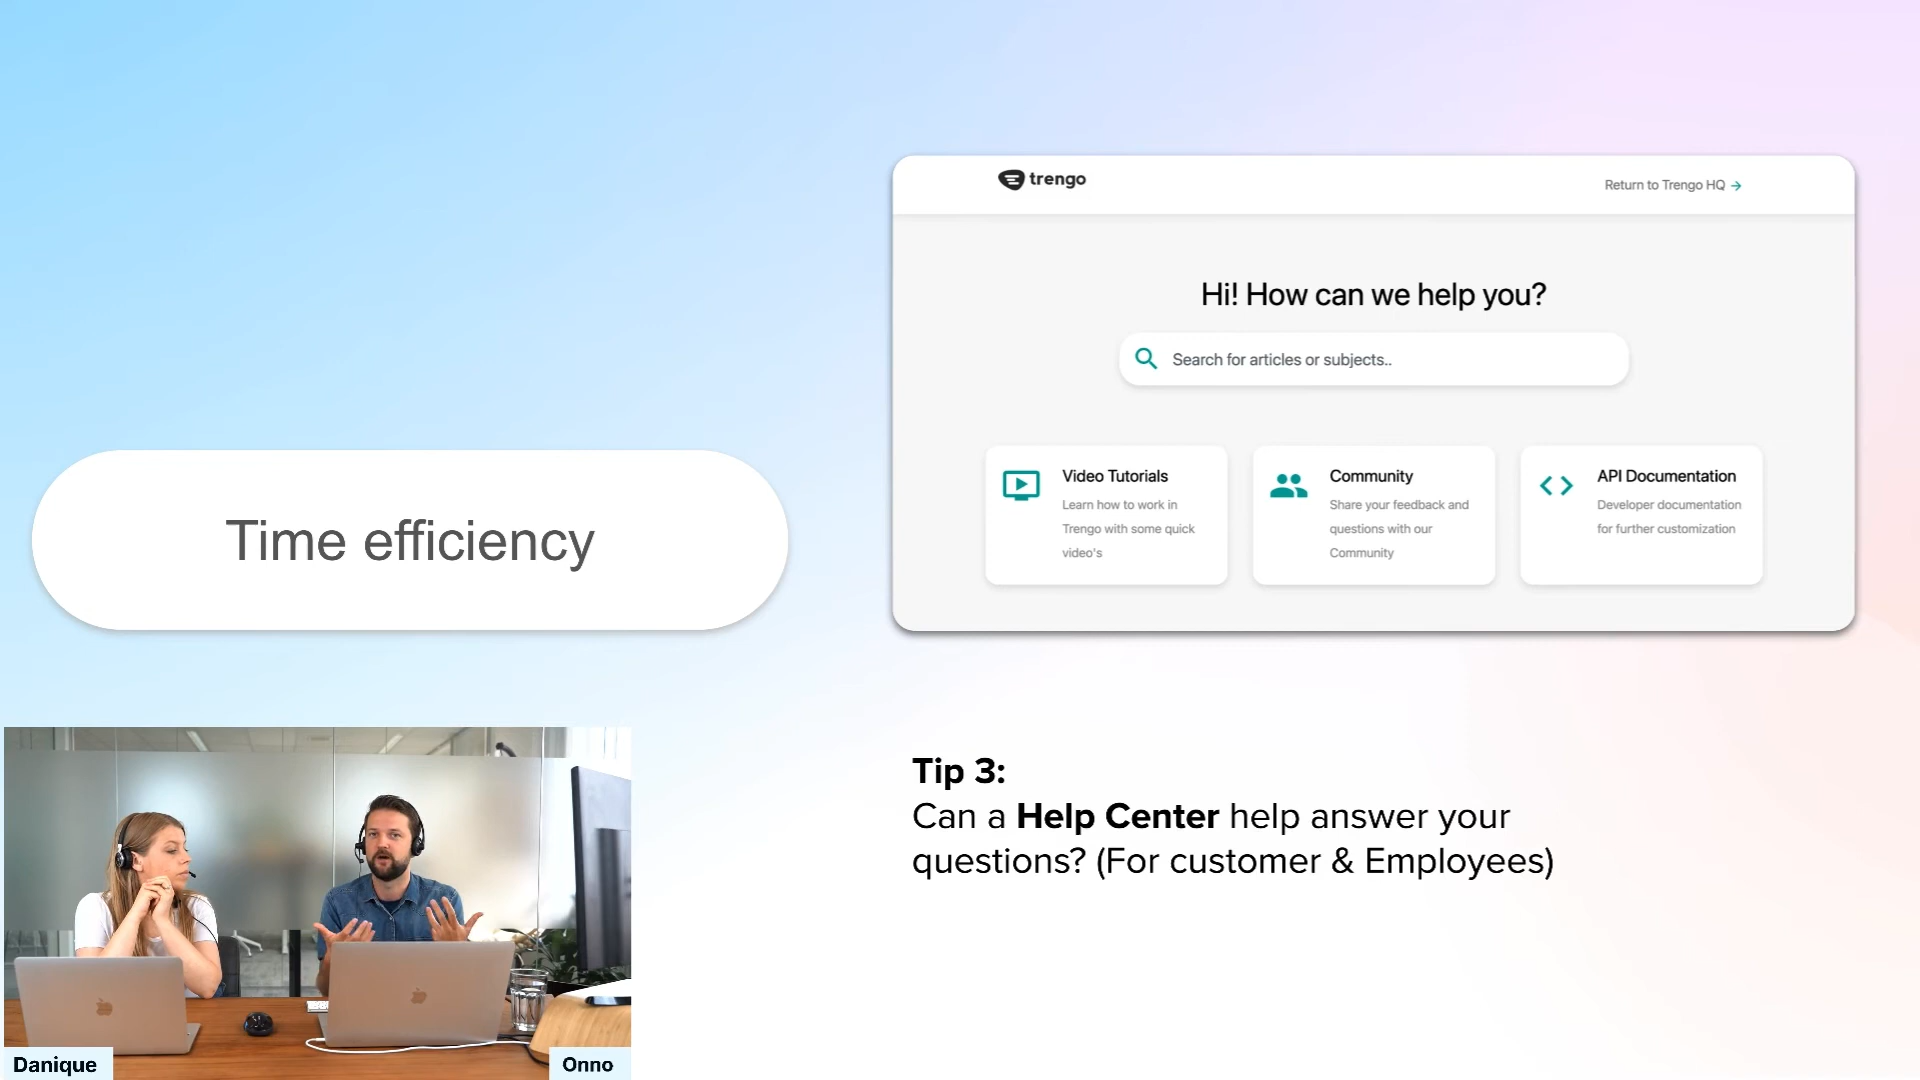 trengo
Return to Trengo HQ →
Hi! How can we help you?
Search for articles or subjects..
Video Tutorials
Learn how to work in
Trengo with some quick
video's
Community
Share your feedback and
questions with our
Community
API Documentation
Developer documentation
for further customization
Time efficiency
Tip 3:
Can a Help Center help answer your
questions? (For customer & Employees)
Danique
Onno